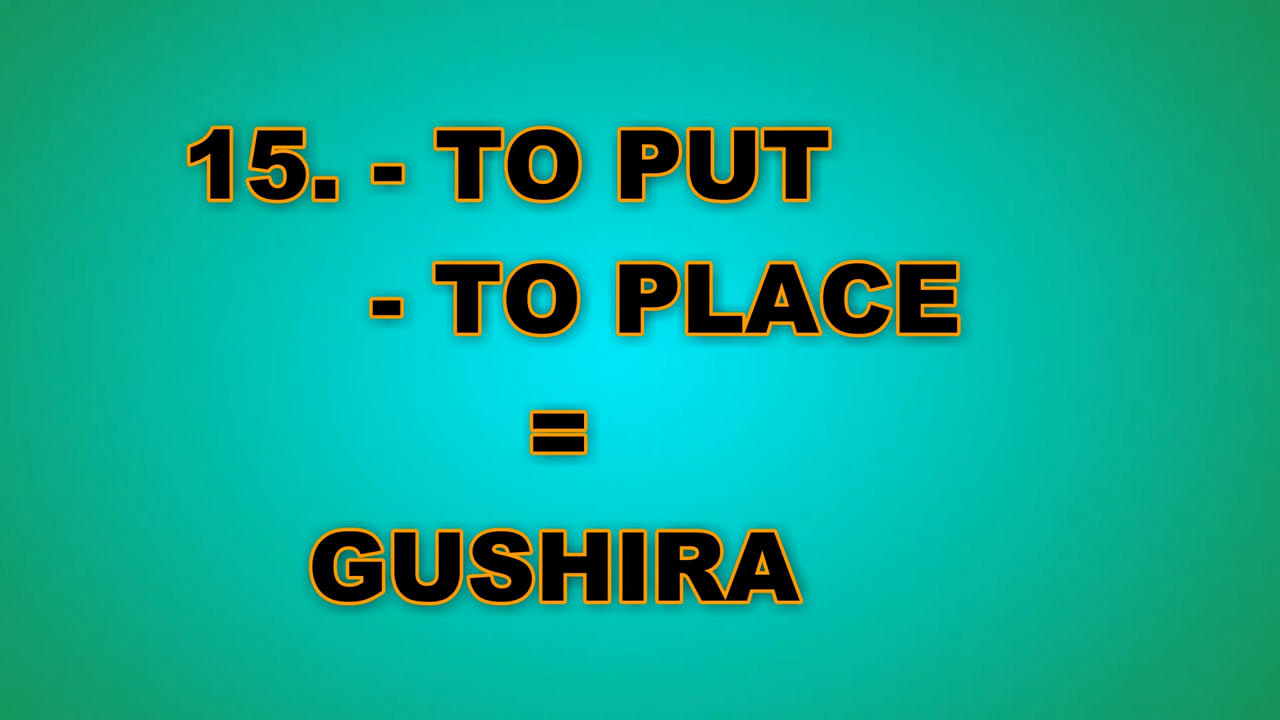 15. - TO PUT
- TO PLACE
=
GUSHIRA